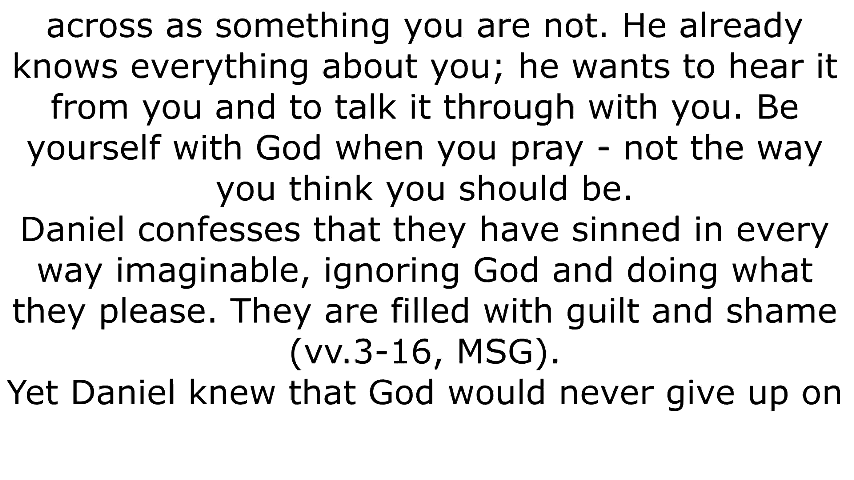 across as something you are not. He already
knows everything about you; he wants to hear it
from you and to talk it through with you. Be
yourself with God when you pray - not the way
you think you should be.
Daniel confesses that they have sinned in every
way imaginable, ignoring God and doing what
they please. They are filled with guilt and shame
(vv.3-16, MSG).
Yet Daniel knew that God would never give up on